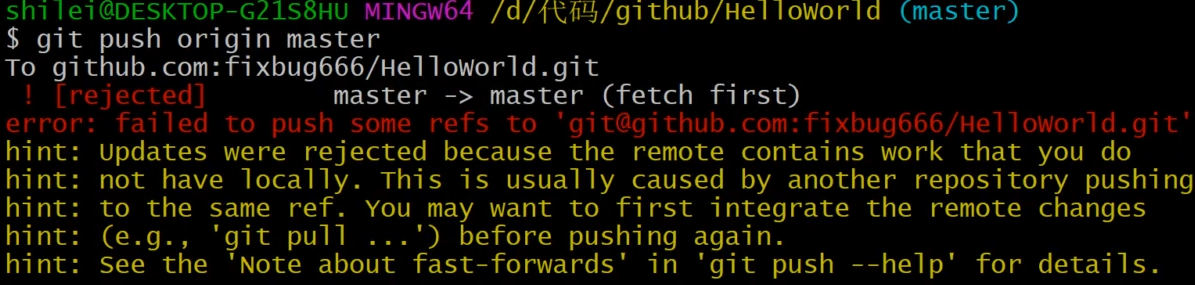 shilei@DESKTOP-G21S8HU MINGW64 /d/代码/github/HelloWorld (master)
$ git push origin master
To github.com:fixbug666/HelloWorld.git
 ! [rejected]        master -> master (fetch first)
error: failed to push some refs to 'git@github.com:fixbug666/HelloWorld.git'
hint: Updates were rejected because the remote contains work that you do
hint: not have locally. This is usually caused by another repository pushing
hint: to the same ref. You may want to first integrate the remote changes
hint: (e.g., 'git pull ...') before pushing again.
hint: See the 'Note about fast-forwards' in 'git push --help' for details.